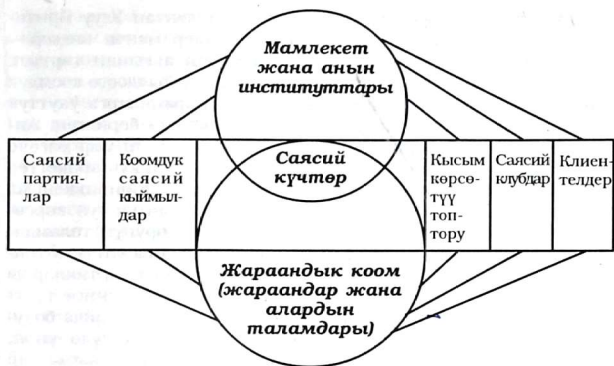 Мамлекет
жана анын
институттары
Саясий
партия-
лар
Коомдук
саясий
кыймыл-
дар
Саясий
күчтөр
Кысым
көрсө-
түү
топ-
тору
Саясий
клубдар
Клиен-
телдер
Жараандык коом
(жараандар жана
алардын
таламдары)